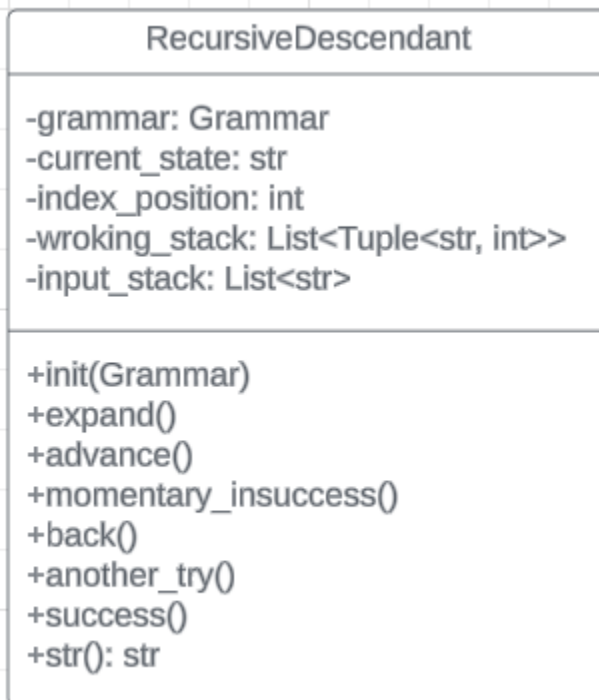 RecursiveDescendant
-grammar: Grammar
-current_state: str
-index_position: int
-wroking_stack: List<Tuple<str, int>>
-input_stack: List<str>
+init(Grammar)
+expand()
+advance()
+momentary_insuccess()
+back()
+another_try()
+success()
+str(): str